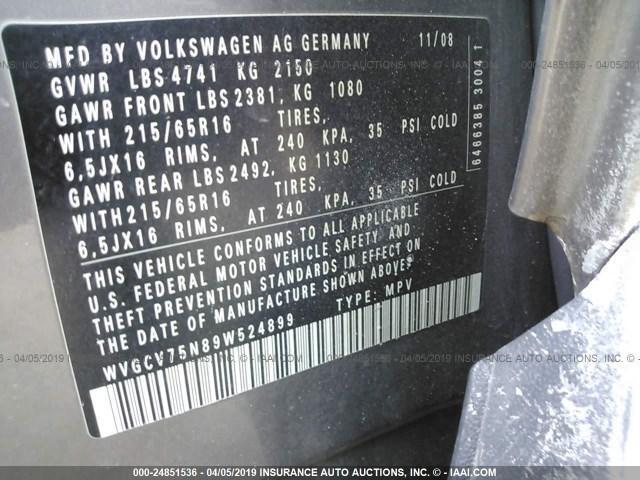 MFD BY VOLKSWAGEN AG GERMANY 11/08
GVWR LBS 4741 KG 2150
GAWR FRONT LBS 2381, KG 1080
WITH 215/65R16 TIRES,
6,5JX16 RIMS, AT 240 KPA, 35 PSI COLD
GAWR REAR LBS 2492, KG 1130
WITH 215/65R16 TIRES,
6,5JX16 RIMS, AT 240 KPA, 35 PSI COLD
THIS VEHICLE CONFORMS TO ALL APPLICABLE
U.S. FEDERAL MOTOR VEHICLE SAFETY, AND
THEFT PREVENTION STANDARDS IN EFFECT ON
THE DATE OF MANUFACTURE SHOWN ABOVE.
WVGCV75N89W524899 TYPE: MPV
6466385
000-24851536 - 04/05/2019 INSURANCE AUTO AUCTIONS, INC. - © IAAI.COM